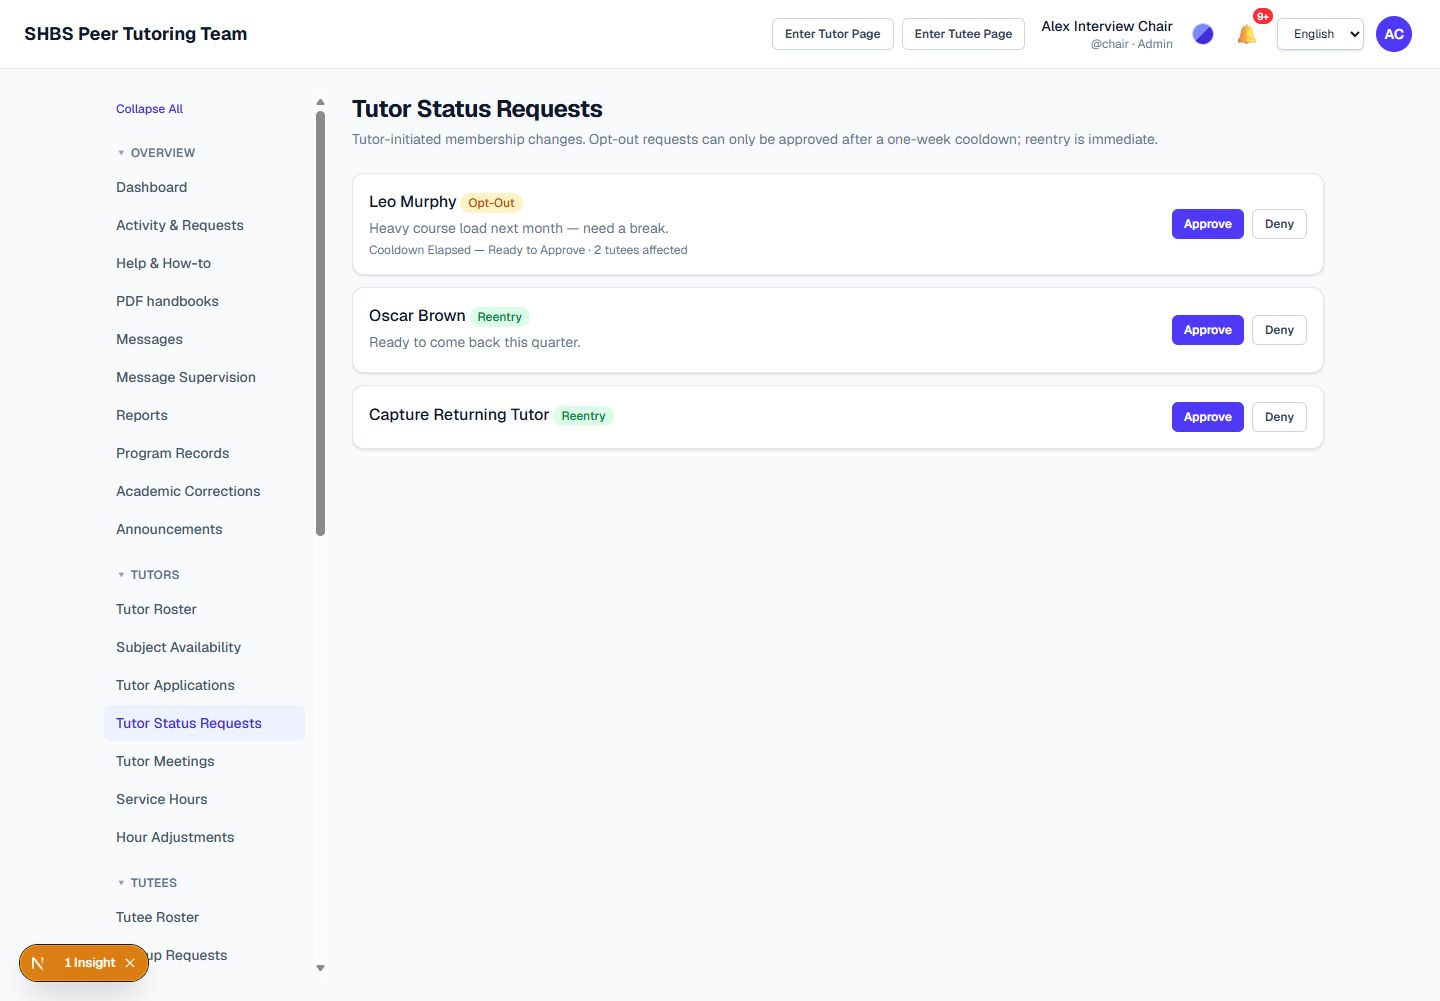 SHBS Peer Tutoring Team
Enter Tutor Page
Enter Tutee Page
Alex Interview Chair
@chair · Admin
9+
English
AC
Collapse All
OVERVIEW
Dashboard
Activity & Requests
Help & How-to
PDF handbooks
Messages
Message Supervision
Reports
Program Records
Academic Corrections
Announcements
TUTORS
Tutor Roster
Subject Availability
Tutor Applications
Tutor Status Requests
Tutor Meetings
Service Hours
Hour Adjustments
TUTEES
Tutee Roster
up Requests
N 1 Insight
Tutor Status Requests
Tutor-initiated membership changes. Opt-out requests can only be approved after a one-week cooldown; reentry is immediate.
Leo Murphy Opt-Out
Heavy course load next month — need a break.
Cooldown Elapsed — Ready to Approve · 2 tutees affected
Approve Deny
Oscar Brown Reentry
Ready to come back this quarter.
Approve Deny
Capture Returning Tutor Reentry
Approve Deny